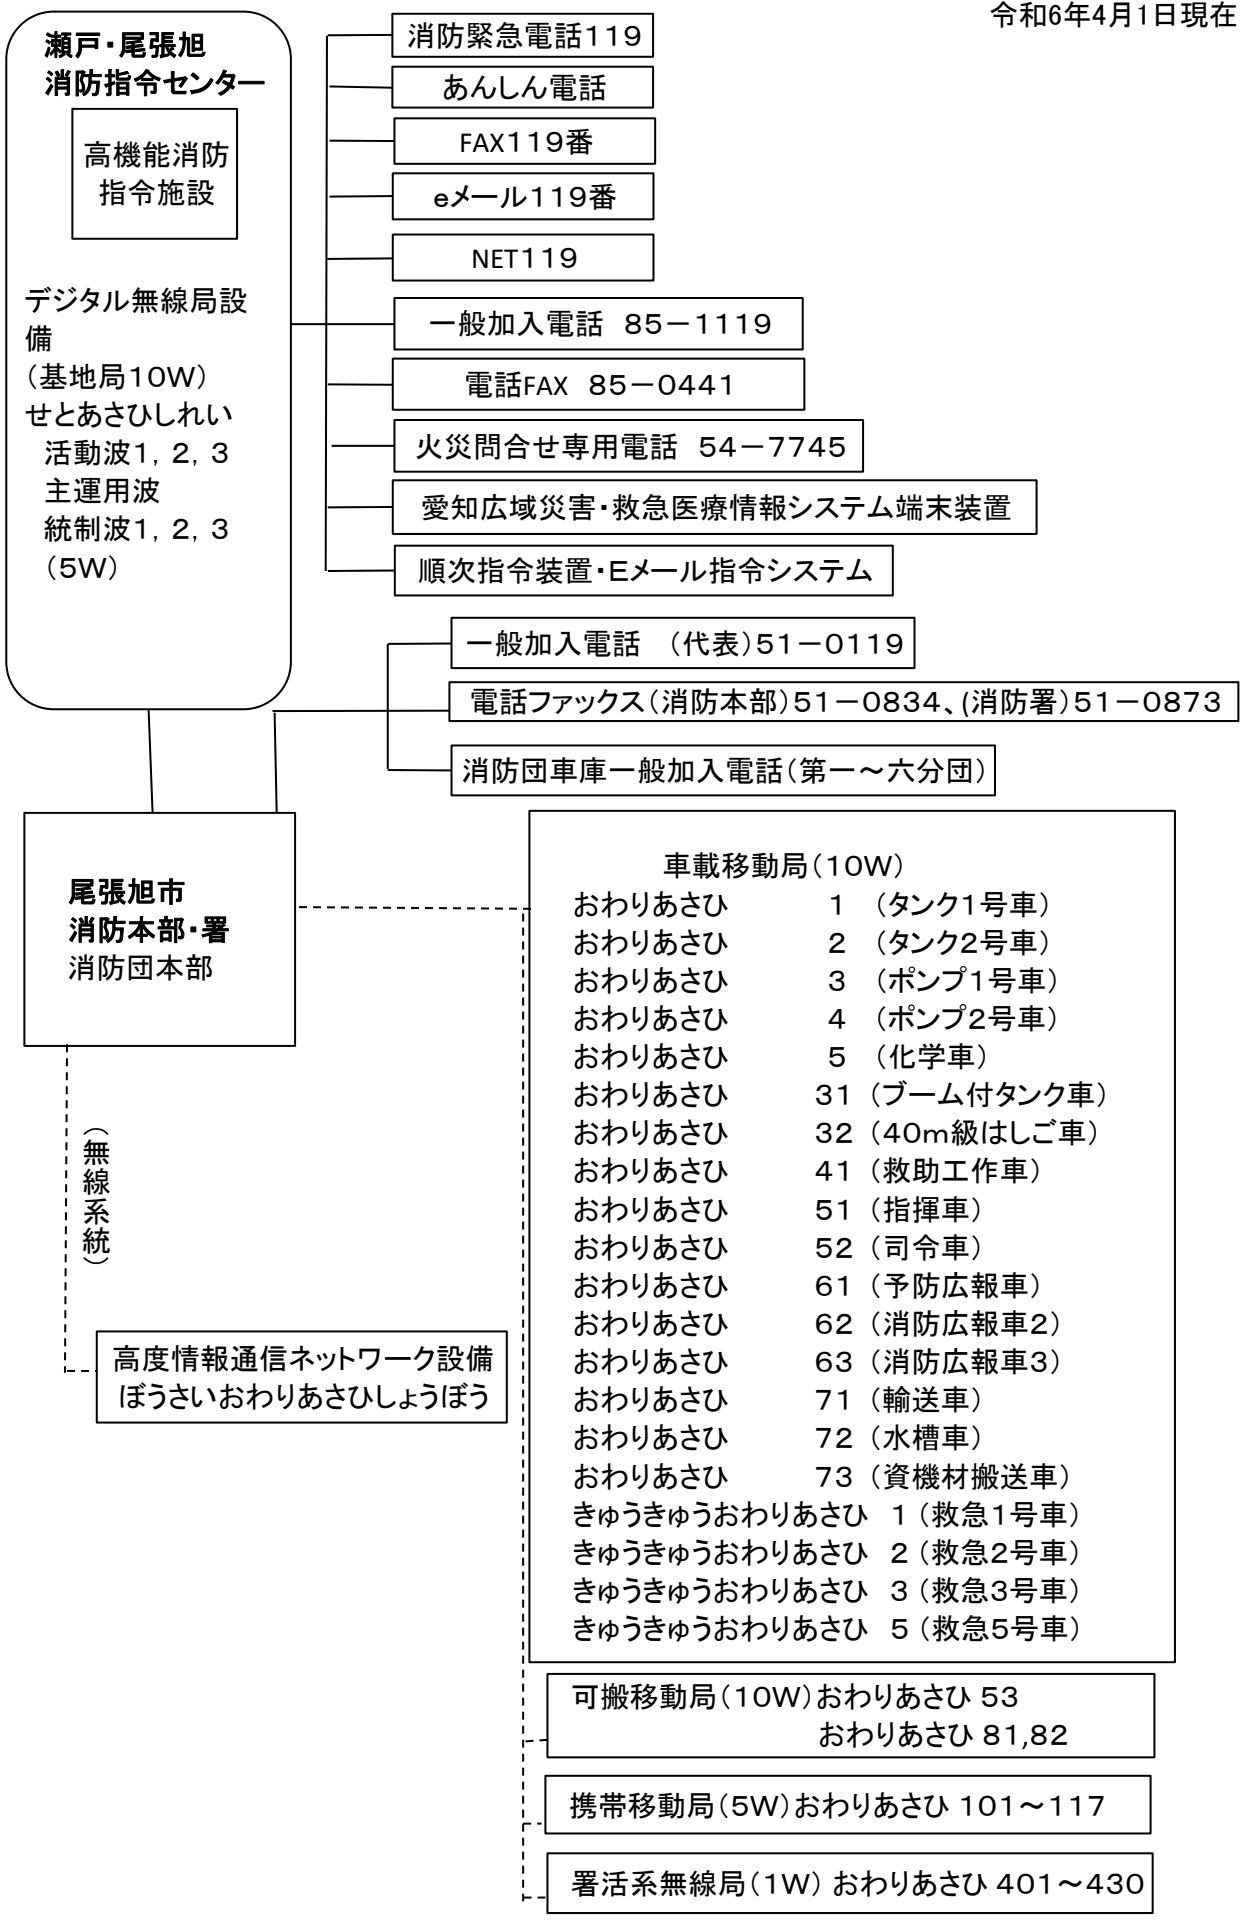 令和6年4月1日現在
瀬戸・尾張旭
消防指令センター
高機能消防
指令施設
デジタル無線局設
備
（基地局10W）
せとあさひしれい
活動波1，2，3
主運用波
統制波1，2，3
（5W）
消防緊急電話119
あんしん電話
FAX119番
eメール119番
NET119
一般加入電話 85－1119
電話FAX 85－0441
火災問合せ専用電話 54－7745
愛知広域災害・救急医療情報システム端末装置
順次指令装置・Eメール指令システム
一般加入電話 （代表）51－0119
電話ファックス（消防本部）51－0834、(消防署）51－0873
消防団車庫一般加入電話（第一～六分団）
尾張旭市
消防本部・署
消防団本部
（無線系統）
高度情報通信ネットワーク設備
ぼうさいおわりあさひしょうぼう
車載移動局（10W）
おわりあさひ 1 （タンク1号車）
おわりあさひ 2 （タンク2号車）
おわりあさひ 3 （ポンプ1号車）
おわりあさひ 4 （ポンプ2号車）
おわりあさひ 5 （化学車）
おわりあさひ 31 （ブーム付タンク車）
おわりあさひ 32 （40m級はしご車）
おわりあさひ 41 （救助工作車）
おわりあさひ 51 （指揮車）
おわりあさひ 52 （司令車）
おわりあさひ 61 （予防広報車）
おわりあさひ 62 （消防広報車2）
おわりあさひ 63 （消防広報車3）
おわりあさひ 71 （輸送車）
おわりあさひ 72 （水槽車）
おわりあさひ 73 （資機材搬送車）
きゅうきゅうおわりあさひ 1 （救急1号車）
きゅうきゅうおわりあさひ 2 （救急2号車）
きゅうきゅうおわりあさひ 3 （救急3号車）
きゅうきゅうおわりあさひ 5 （救急5号車）
可搬移動局（10W）おわりあさひ 53
おわりあさひ 81,82
携帯移動局（5W）おわりあさひ 101～117
署活系無線局（1W） おわりあさひ 401～430